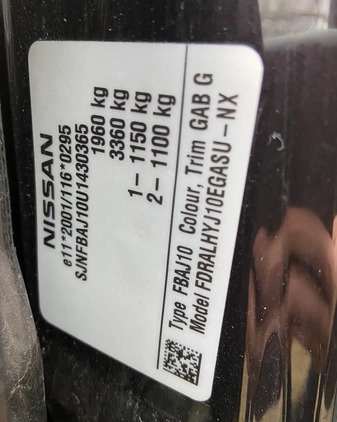 NISSAN
e11*2001/116*0295
SJNFBAJ10U1430365
1960 kg
3360 kg
1 – 1150 kg
2 – 1100 kg
Type FBAJ10 Colour, Trim GAB G
Model FDRALHYJ10EGASU – NX